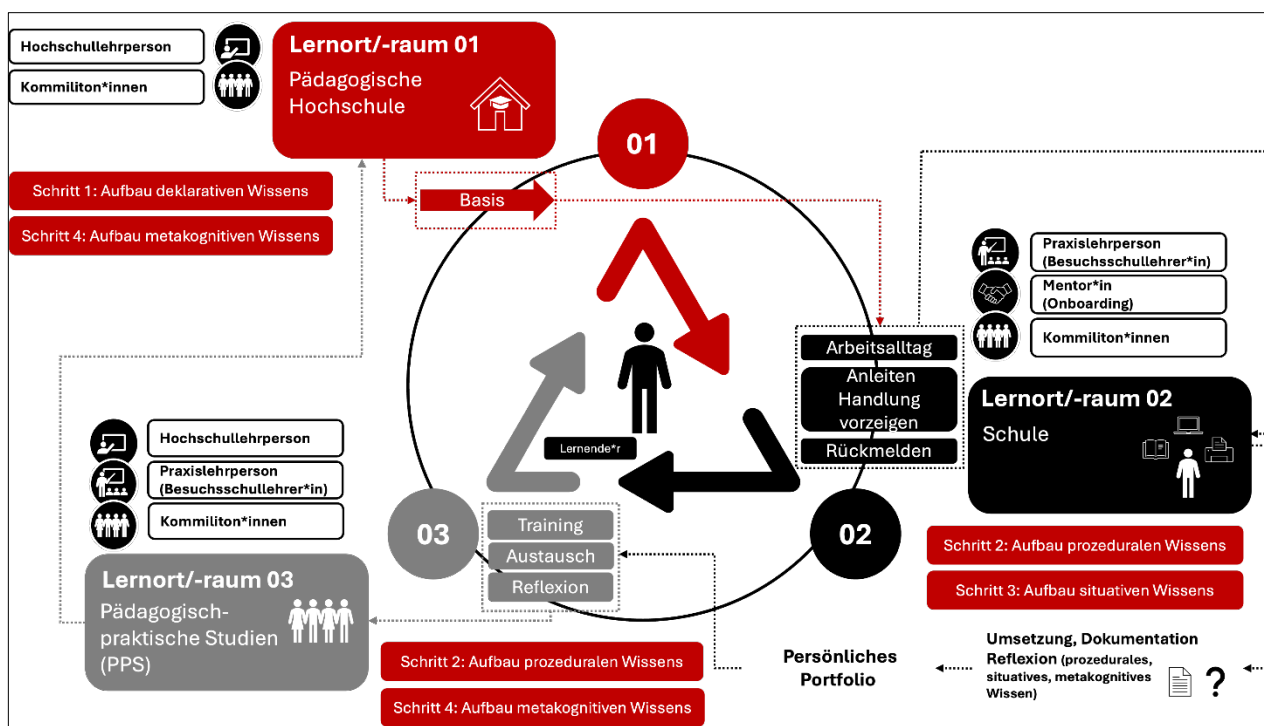 Hochschullehrperson
Kommiliton*innen
Lernort/-raum 01
Pädagogische
Hochschule
01
Schritt 1: Aufbau deklarativen Wissens
Schritt 4: Aufbau metakognitiven Wissens
Basis
Praxislehrperson
(Besuchsschullehrer*in)
Mentor*in
(Onboarding)
Kommiliton*innen
Arbeitsalltag
Anleiten
Handlung
vorzeigen
Rückmelden
Lernort/-raum 02
Schule
Lernende*r
Hochschullehrperson
Praxislehrperson
(Besuchsschullehrer*in)
Kommiliton*innen
03
Training
Austausch
Reflexion
02
Schritt 2: Aufbau prozeduralen Wissens
Schritt 3: Aufbau situativen Wissens
Lernort/-raum 03
Pädagogisch-
praktische Studien
(PPS)
Schritt 2: Aufbau prozeduralen Wissens
Schritt 4: Aufbau metakognitiven Wissens
Persönliches
Portfolio
Umsetzung, Dokumentation
Reflexion (prozedurales,
situatives, metakognitives
Wissen)
?